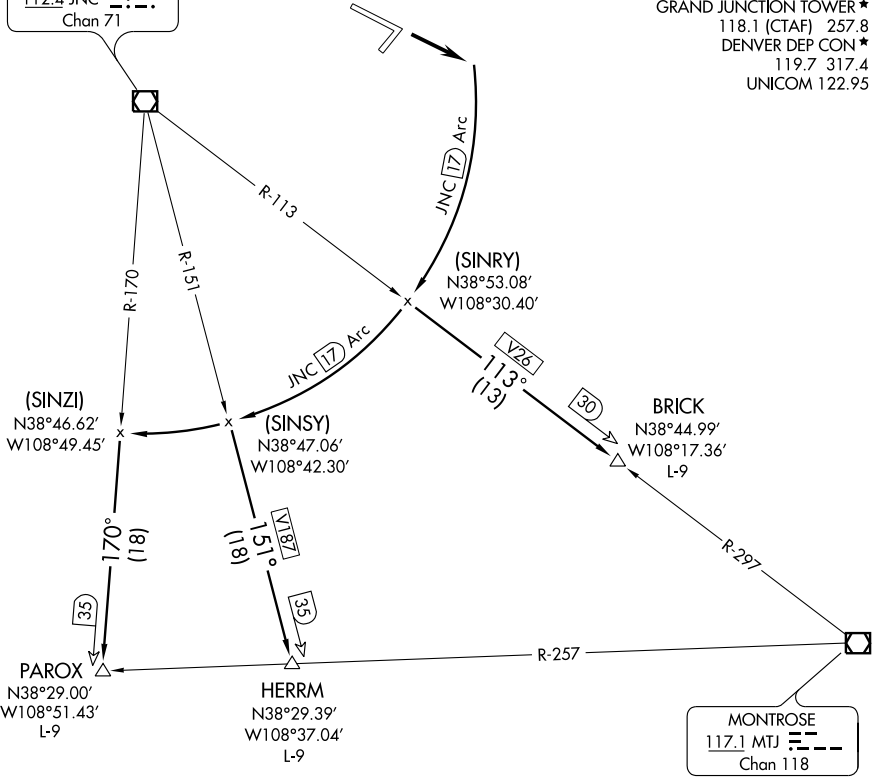 112.4 JNC
Chan 71
GRAND JUNCTION TOWER★
118.1 (CTAF) 257.8
DENVER DEP CON★
119.7 317.4
UNICOM 122.95
JNC 17 Arc
R-113
R-170
R-151
(SINRY)
N38°53.08’
W108°30.40’
JNC 17 Arc
V26
113°
(13)
30
BRICK
N38°44.99’
W108°17.36’
L-9
(SINZI)
N38°46.62’
W108°49.45’
(SINSY)
N38°47.06’
W108°42.30’
170°
(18)
V187
151°
(18)
R-297
35
35
R-257
PAROX
N38°29.00’
W108°51.43’
L-9
HERRM
N38°29.39’
W108°37.04’
L-9
MONTROSE
117.1 MTJ
Chan 118